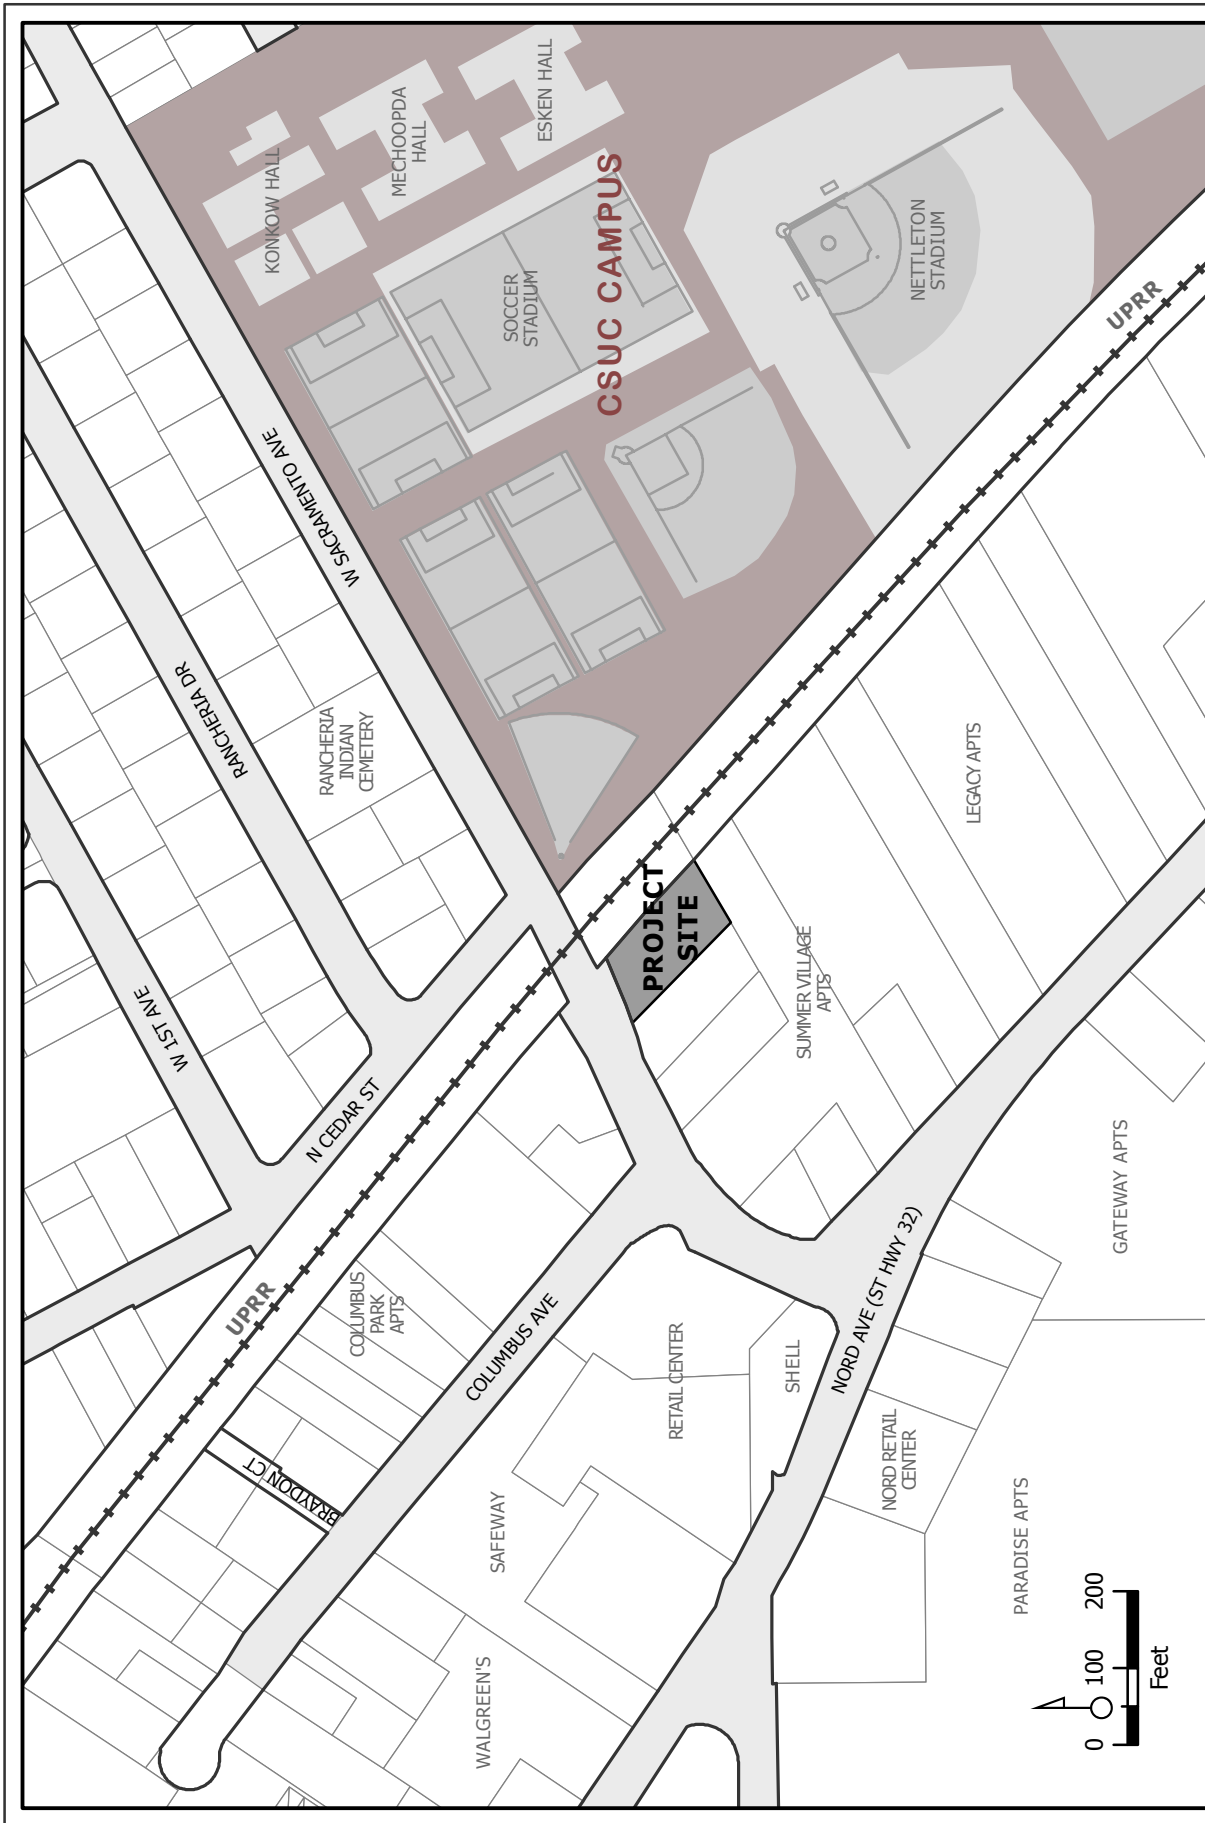 KONKOW HALL
MECHOOPDA
HALL
ESKEN HALL
SOCCER
STADIUM
CSUC CAMPUS
NETTLETON
STADIUM
UPRR
W SACRAMENTO AVE
RANCHERIA DR
RANCHERIA
INDIAN
CEMETERY
W 1ST AVE
N CEDAR ST
PROJECT
SITE
LEGACY APTS
SUMMER VILLAGE
APTS
GATEWAY APTS
UPRR
COLUMBUS
PARK
APTS
COLUMBUS AVE
BRAYDON CT
RETAIL CENTER
SHELL
NORD AVE (ST HWY 32)
NORD RETAIL
CENTER
SAFEWAY
PARADISE APTS
WALGREEN'S
0 100 200
Feet